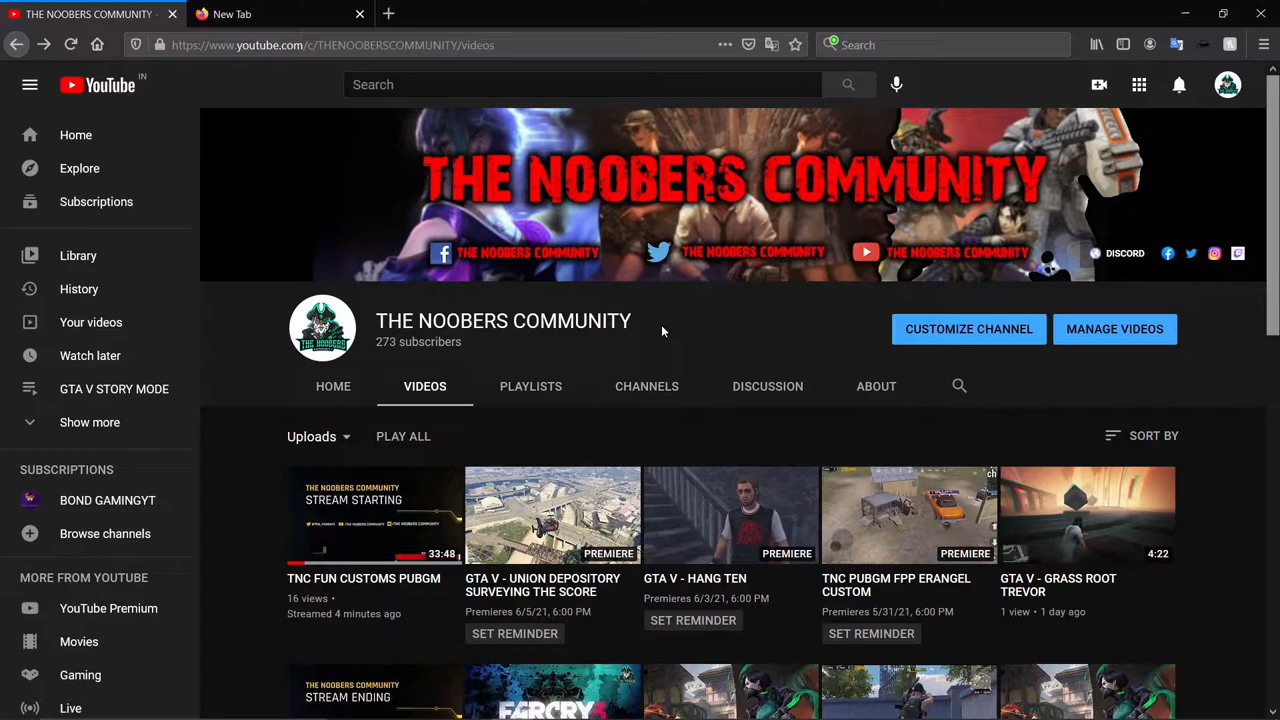 THE NOOBERS COMMUNITY -
New Tab
https://www.youtube.com/c/THENOOBERSCOMMUNITY/videos
Search
YouTube IN
Search
Home
Explore
Subscriptions
Library
History
Your videos
Watch later
GTA V STORY MODE
Show more
SUBSCRIPTIONS
BOND GAMINGYT
Browse channels
MORE FROM YOUTUBE
YouTube Premium
Movies
Gaming
Live
THE NOOBERS COMMUNITY
THE NOOBERS COMMUNITY
THE NOOBERS COMMUNITY
THE NOOBERS COMMUNITY
DISCORD
THE NOOBERS
THE NOOBERS COMMUNITY
273 subscribers
CUSTOMIZE CHANNEL
MANAGE VIDEOS
HOME
VIDEOS
PLAYLISTS
CHANNELS
DISCUSSION
ABOUT
Uploads
PLAY ALL
SORT BY
THE NOOBERS COMMUNITY
STREAM STARTING
33:48
TNC FUN CUSTOMS PUBGM
16 views •
Streamed 4 minutes ago
PREMIERE
GTA V - UNION DEPOSITORY
SURVEYING THE SCORE
Premieres 6/5/21, 6:00 PM
SET REMINDER
PREMIERE
GTA V - HANG TEN
Premieres 6/3/21, 6:00 PM
SET REMINDER
ch
PREMIERE
TNC PUBGM FPP ERANGEL
CUSTOM
Premieres 5/31/21, 6:00 PM
SET REMINDER
4:22
GTA V - GRASS ROOT
TREVOR
1 view • 1 day ago
THE NOOBERS COMMUNITY
STREAM ENDING
FARCRY3